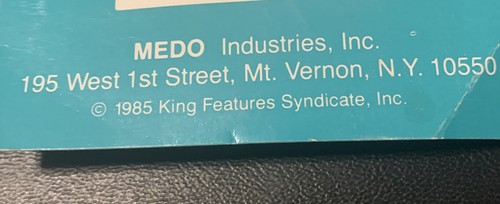 MEDO Industries, Inc.
195 West 1st Street, Mt. Vernon, N.Y. 10550
© 1985 King Features Syndicate, Inc.